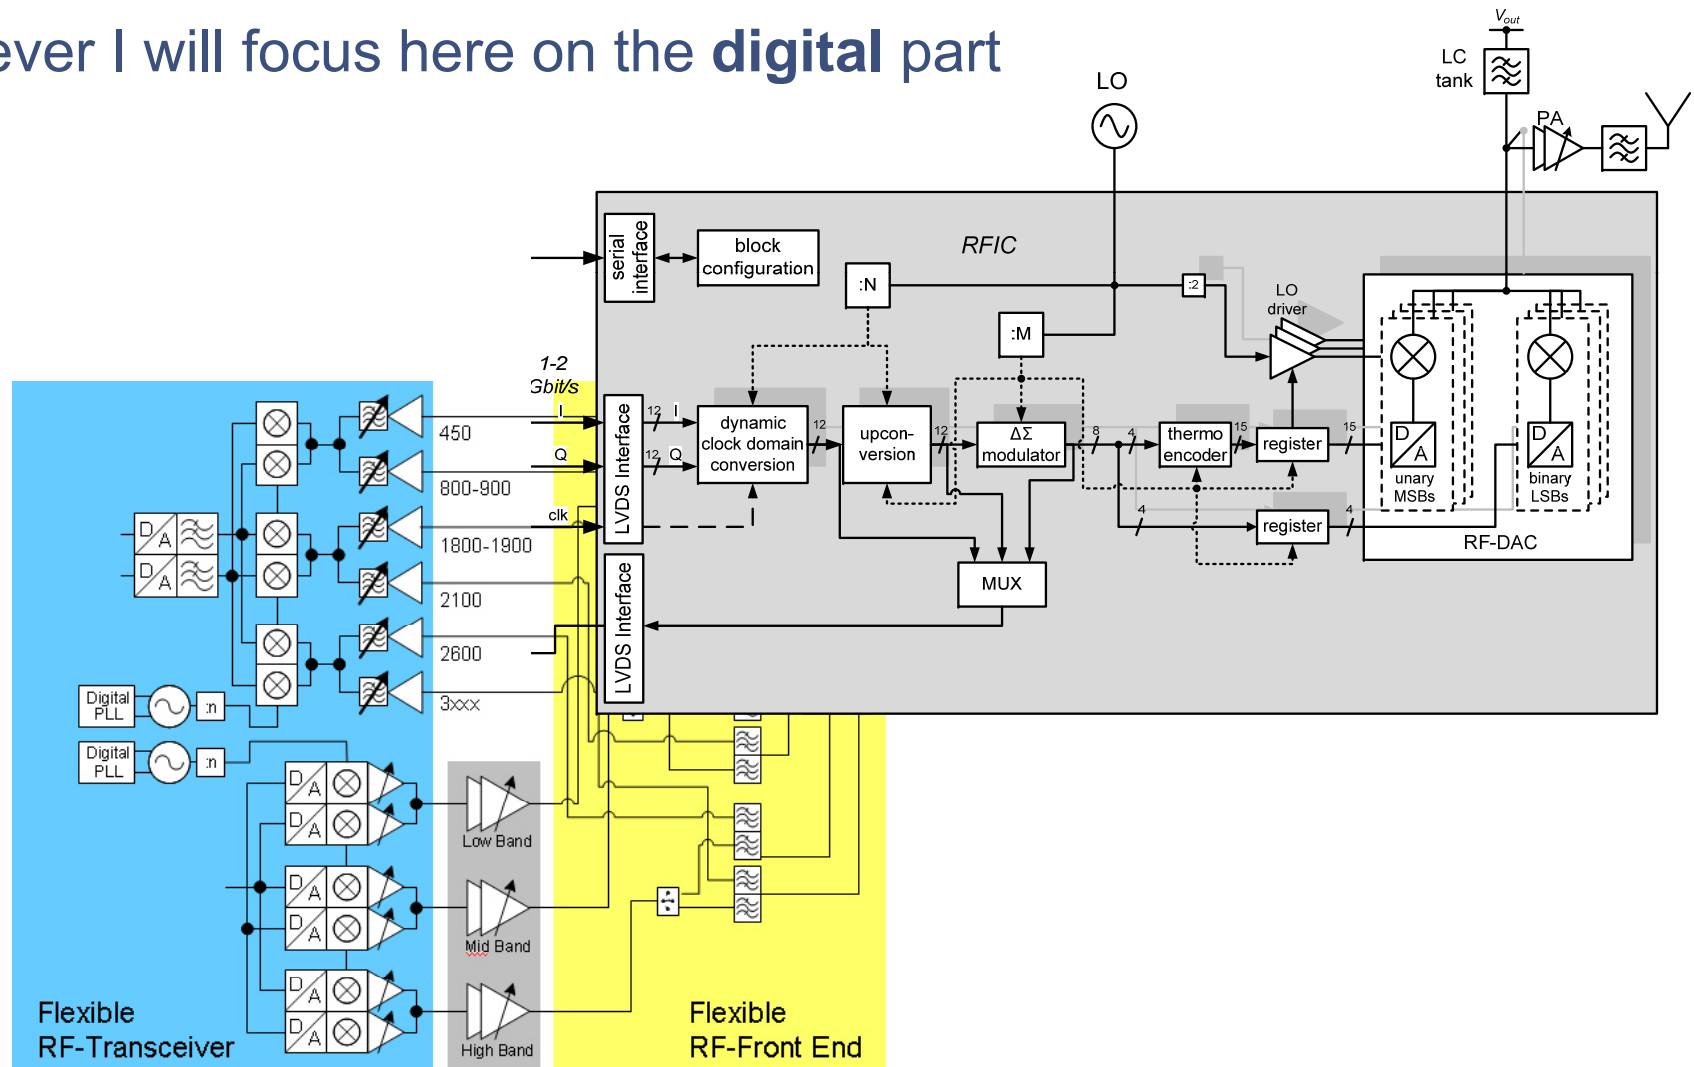 ever I will focus here on the digital part
Vout
LC
tank
LO
PA
RFIC
serial
interface
block
configuration
:N
:2
LO
driver
:M
1-2
Gbit/s
I
12
I
Q
12
Q
clk
LVDS Interface
dynamic
clock domain
conversion
12
upcon-
version
12
ΔΣ
modulator
8
4
thermo
encoder
15
register
15
4
register
4
D
A
unary
MSBs
D
A
binary
LSBs
RF-DAC
MUX
LVDS Interface
450
800-900
1800-1900
2100
2600
3xxx
D
A
D
A
Digital
PLL
:n
Digital
PLL
:n
D
A
D
A
Low Band
D
A
D
A
Mid Band
D
A
D
A
High Band
Flexible
RF-Transceiver
Flexible
RF-Front End